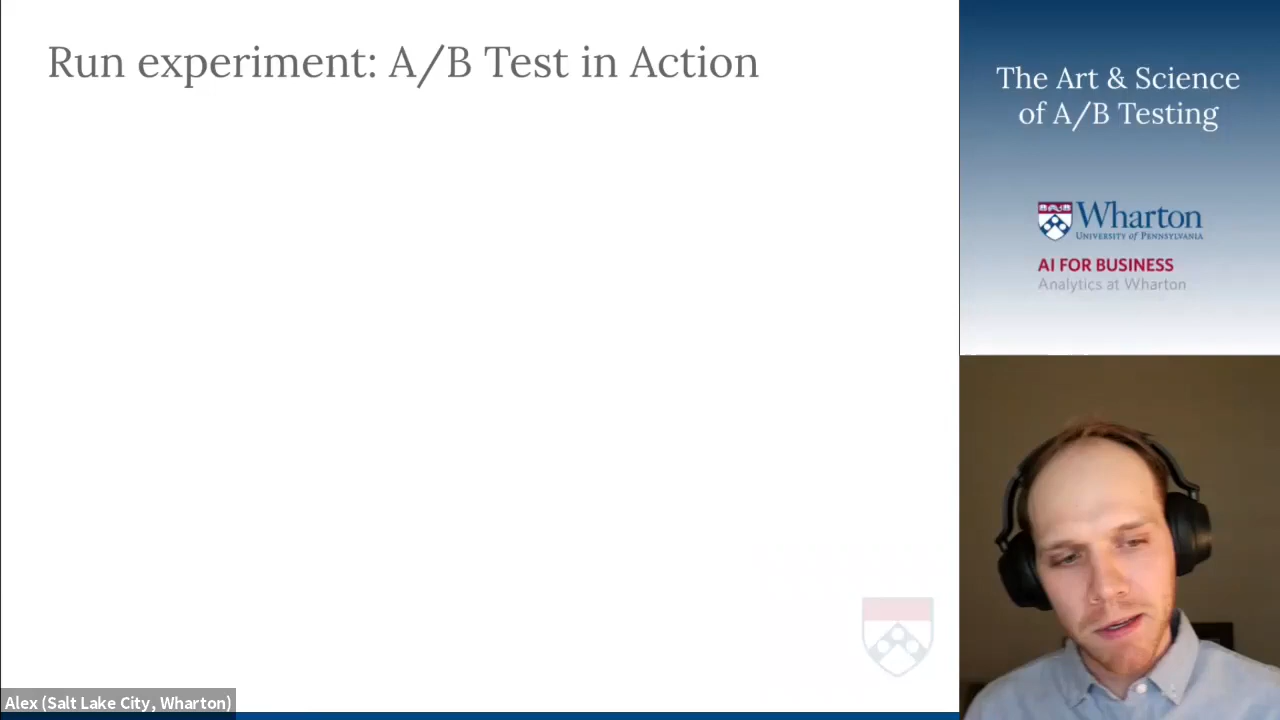 Run experiment: A/B Test in Action
The Art & Science
of A/B Testing
Wharton
UNIVERSITY of PENNSYLVANIA
AI FOR BUSINESS
Analytics at Wharton
Alex (Salt Lake City, Wharton)